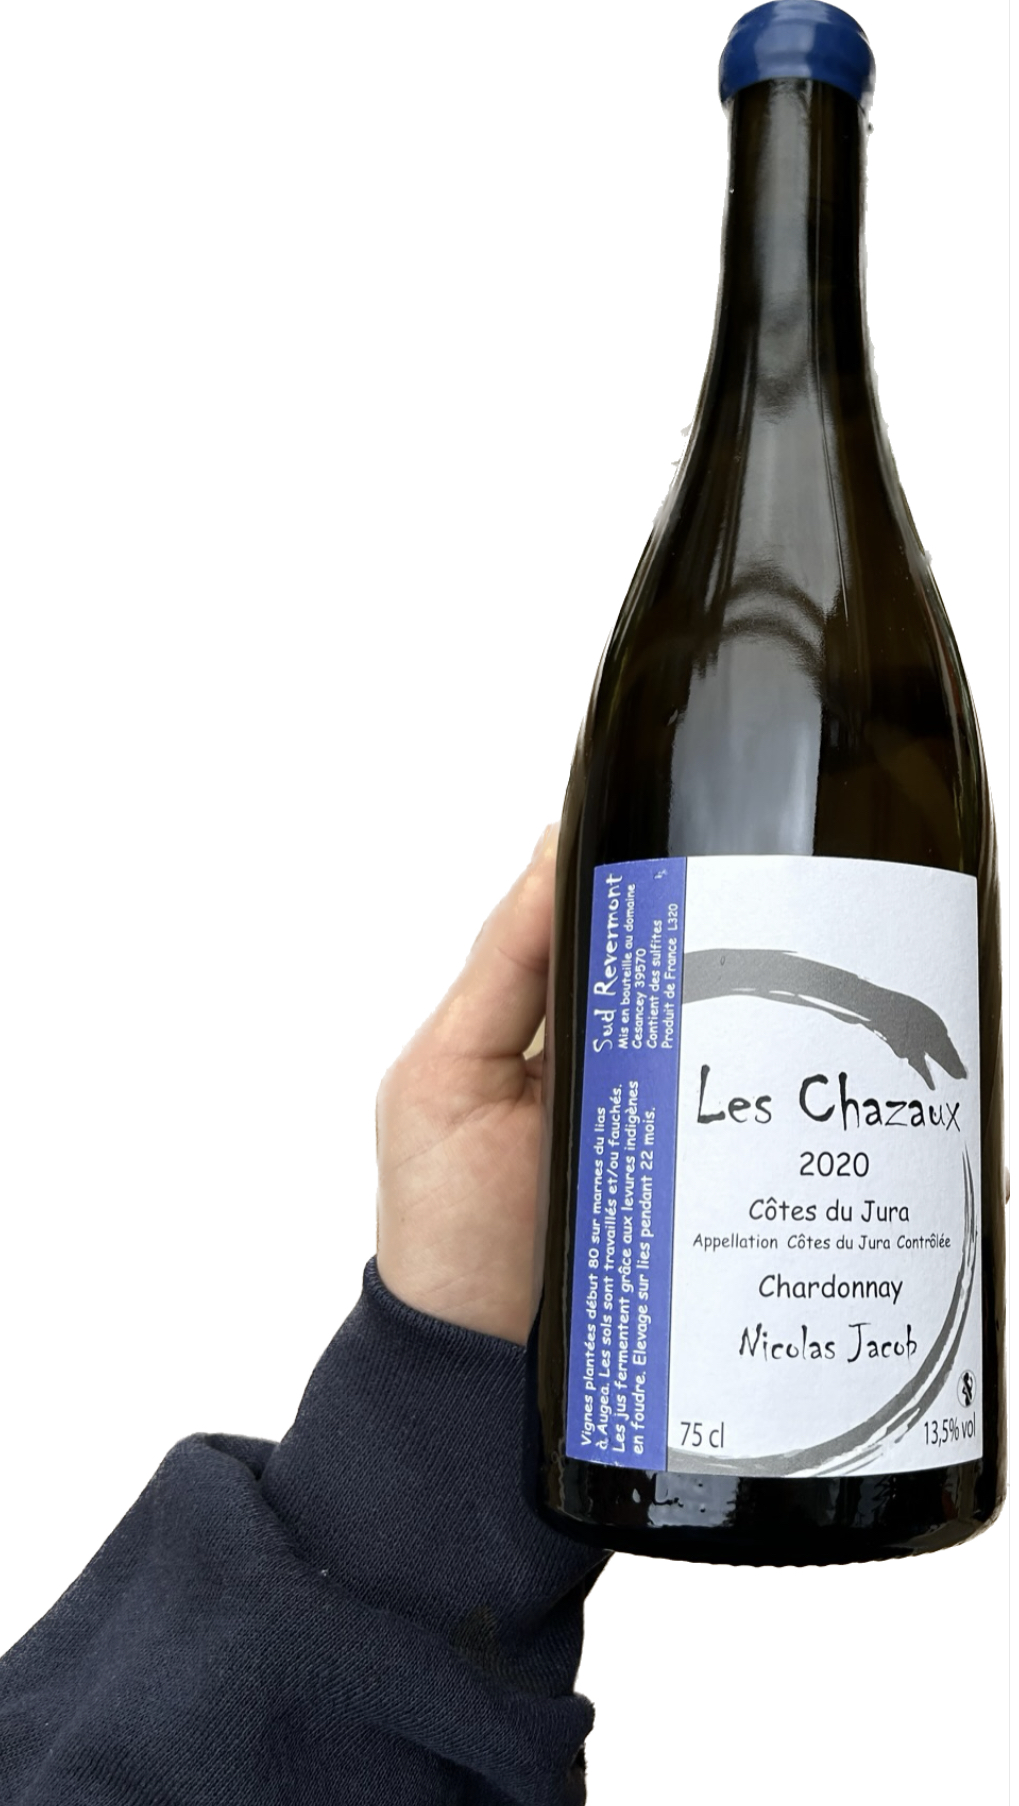 Sud Revermont
Mis en bouteille au domaine
Cesancey 39570
Contient des sulfites
Produit de France L320
Vignes plantées début 80 sur marnes du lias
à Augea. Les sols sont travaillés et/ou fauchés.
Les jus fermentent grâce aux levures indigènes
en foudre. Elevage sur lies pendant 22 mois.
Les Chazaux
2020
Côtes du Jura
Appellation Côtes du Jura Contrôlée
Chardonnay
Nicolas Jacob
75 cl
13,5% vol